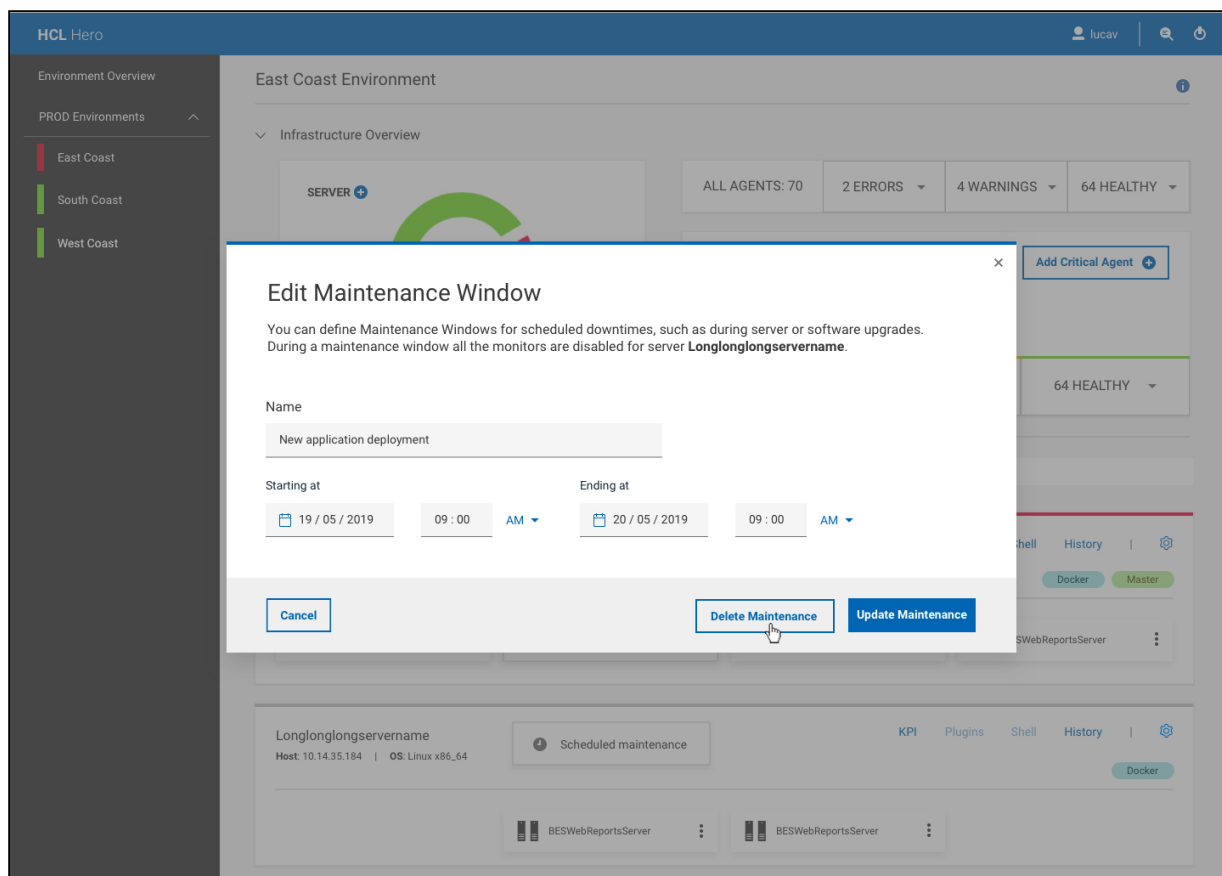 HCL Hero
lucav
Environment Overview
PROD Environments
East Coast
South Coast
West Coast
East Coast Environment
Infrastructure Overview
SERVER
ALL AGENTS: 70
2 ERRORS
4 WARNINGS
64 HEALTHY
Add Critical Agent
64 HEALTHY
Edit Maintenance Window
You can define Maintenance Windows for scheduled downtimes, such as during server or software upgrades.
During a maintenance window all the monitors are disabled for server Longlonglongservername.
Name
New application deployment
Starting at
Ending at
19 / 05 / 2019
09 : 00
AM
20 / 05 / 2019
09 : 00
AM
Cancel
Delete Maintenance
Update Maintenance
Shell
History
|
Docker
Master
SWebReportsServer
Longlonglongservername
Host: 10.14.35.184 | OS: Linux x86_64
Scheduled maintenance
KPI
Plugins
Shell
History
|
Docker
BESWebReportsServer
BESWebReportsServer